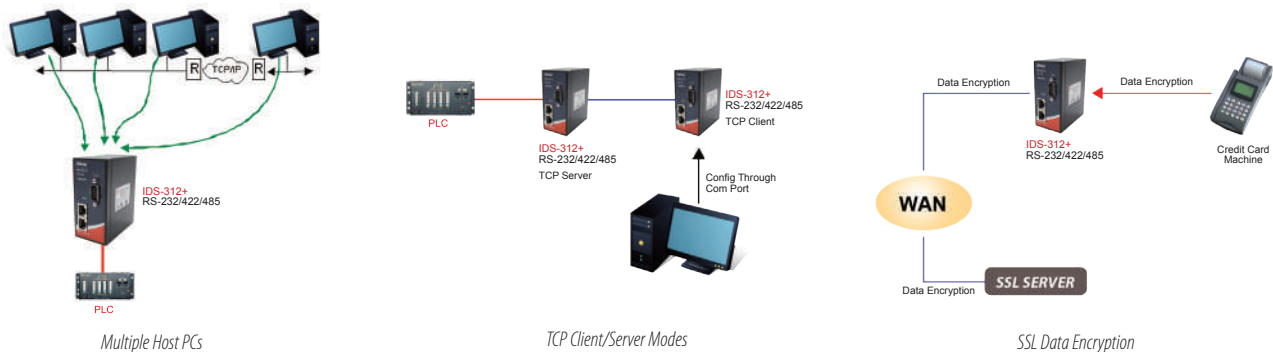 R
TCP/IP
R
IDS-312+
RS-232/422/485
PLC
Multiple Host PCs
PLC
IDS-312+
RS-232/422/485
TCP Server
IDS-312+
RS-232/422/485
TCP Client
Config Through
Com Port
TCP Client/Server Modes
Data Encryption
Data Encryption
IDS-312+
RS-232/422/485
Credit Card
Machine
WAN
Data Encryption
SSL SERVER
SSL Data Encryption